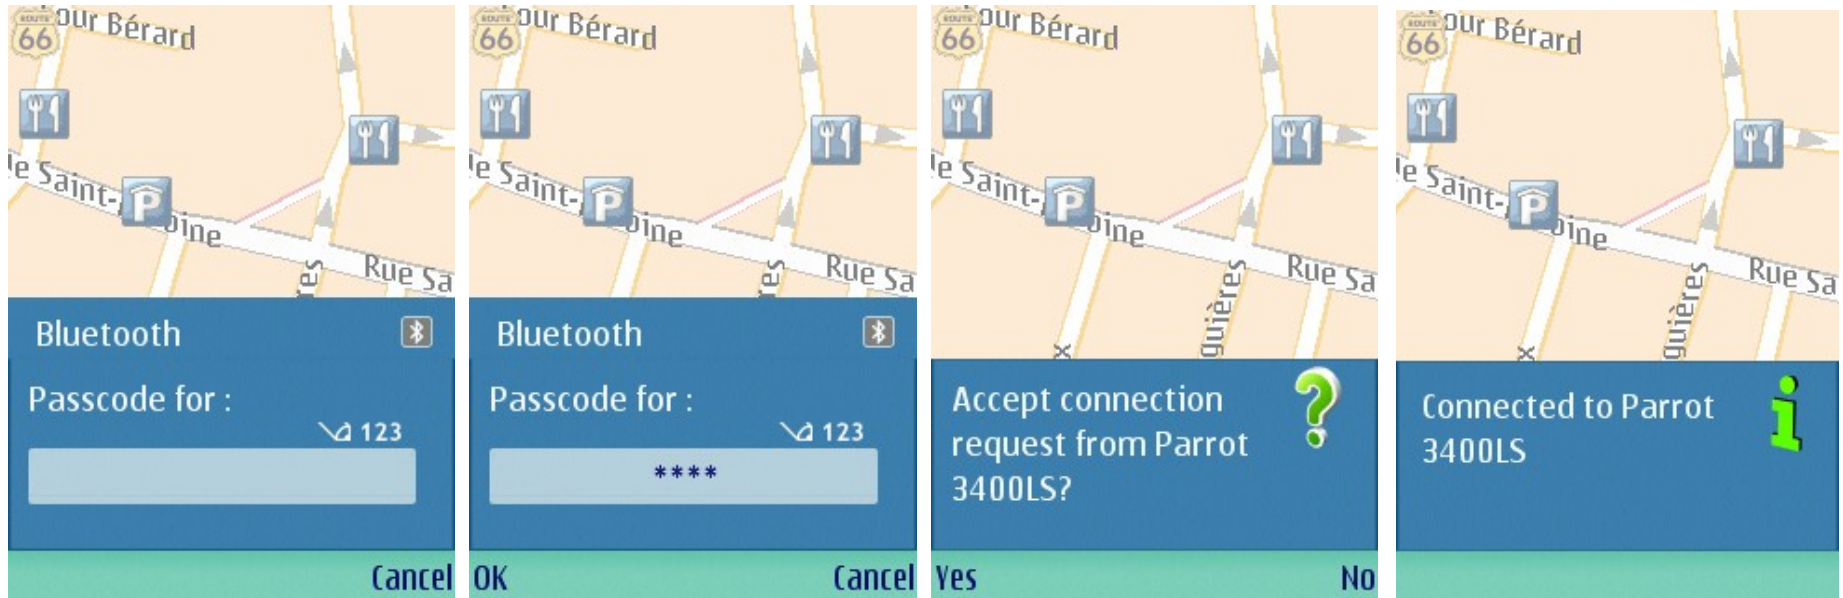 ROUTE
66
our Bérard
le Saint-
oine
Rue Sa
res
Bluetooth
Passcode for :
123
Cancel
ROUTE
66
our Bérard
le Saint-
oine
Rue Sa
res
Bluetooth
Passcode for :
123
****
OK
Cancel
ROUTE
66
our Bérard
le Saint-
oine
Rue Sa
guières
x
Accept connection
request from Parrot
3400LS?
Yes
No
ROUTE
66
our Bérard
le Saint-
oine
Rue Sa
guières
x
Connected to Parrot
3400LS